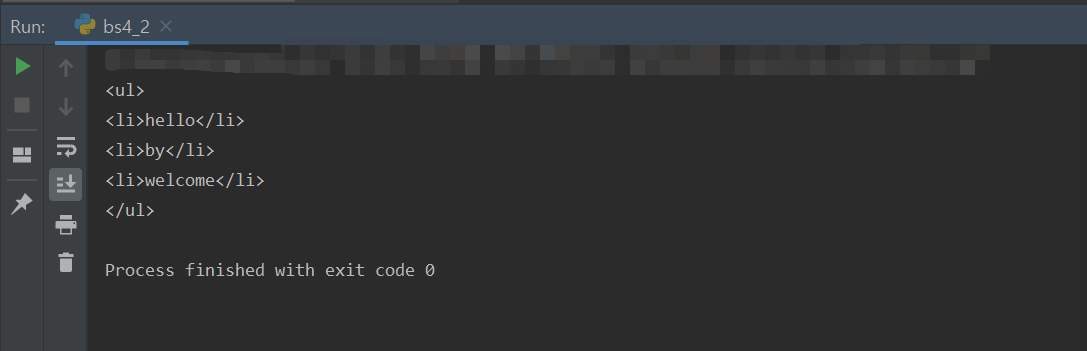 Run:
bs4_2
<ul>
<li>hello</li>
<li>by</li>
<li>welcome</li>
</ul>
Process finished with exit code 0